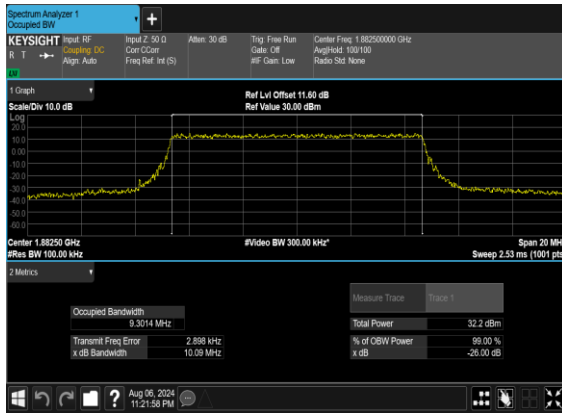 Spectrum Analyzer 1
Occupied BW
KEYSIGHT
R T
Input: RF
Coupling: DC
Align: Auto
Input Z: 50 Ω
Corr CCorr
Freq Ref: Int (S)
Atten: 30 dB
Trig: Free Run
Gate: Off
#IF Gain: Low
Center Freq: 1.882500000 GHz
Avg|Hold: 100/100
Radio Std: None
1 Graph
Scale/Div 10.0 dB
Ref Lvl Offset 11.60 dB
Ref Value 30.00 dBm
Log
20.0
10.0
0.00
-10.0
-20.0
-30.0
-40.0
-50.0
-60.0
Center 1.88250 GHz
#Video BW 300.00 kHz*
Span 20 MH
#Res BW 100.00 kHz
Sweep 2.53 ms (1001 pts
2 Metrics
Measure Trace Trace 1
Occupied Bandwidth
9.3014 MHz
Total Power 32.2 dBm
Transmit Freq Error 2.898 kHz
% of OBW Power 99.00 %
x dB Bandwidth 10.09 MHz
x dB -26.00 dB
?
Aug 06, 2024
11:21:58 PM